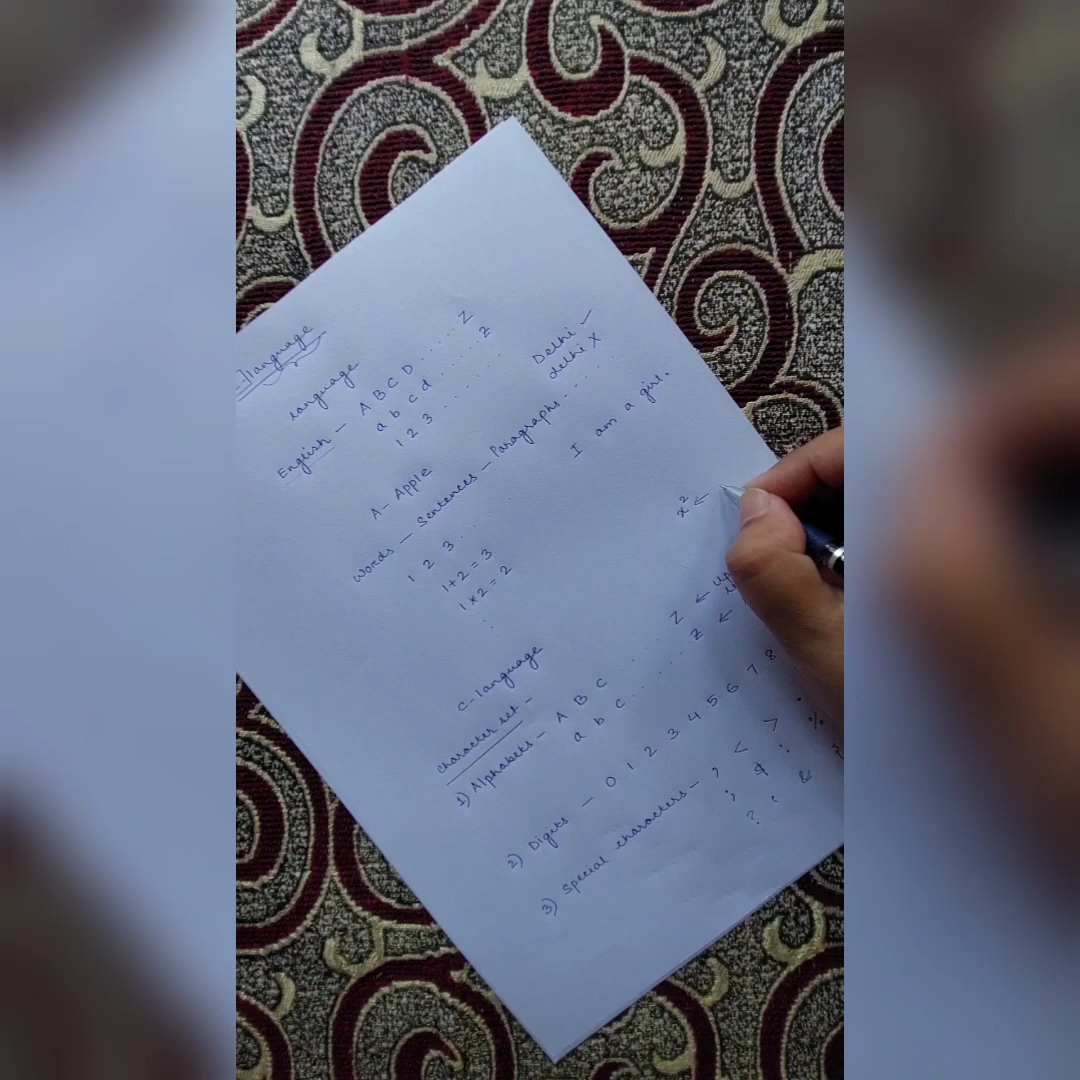 C-language
language
English - A B C D ..... Z
a b c d ..... z
1 2 3 ... ...
Delhi -
delhi X
A- Apple
words - Sentences - Paragraphs. . . .
I am a girl.
1 2 3 . .
1+2 = 3
1×2 = 2
x² ←
C-language
character set -
1) Alphabets - A B C . . . . . Z ← up
a b c . . . . . z ←
2) Digits - 0 1 2 3 4 5 6 7 8
3) Special characters - , < > .
; $ : %
? ' &